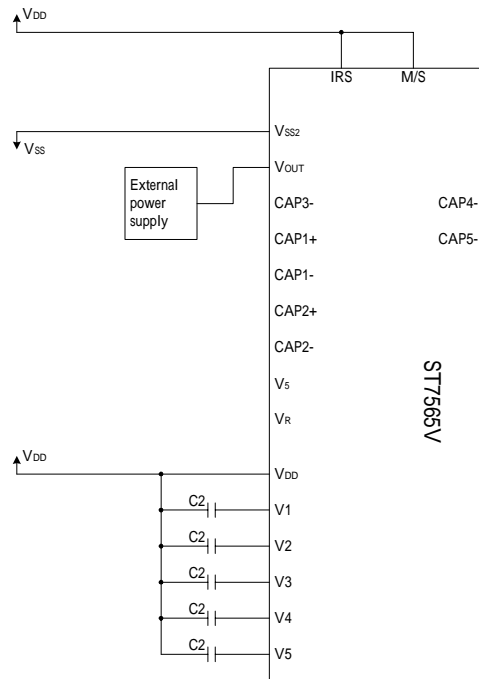 VDD
IRS M/S
VSS2
VSS
VOUT
External
power
supply
CAP3- CAP4-
CAP1+ CAP5-
CAP1-
CAP2+
CAP2-
V5
VR
ST7565V
VDD
VDD
C2 V1
C2 V2
C2 V3
C2 V4
C2 V5